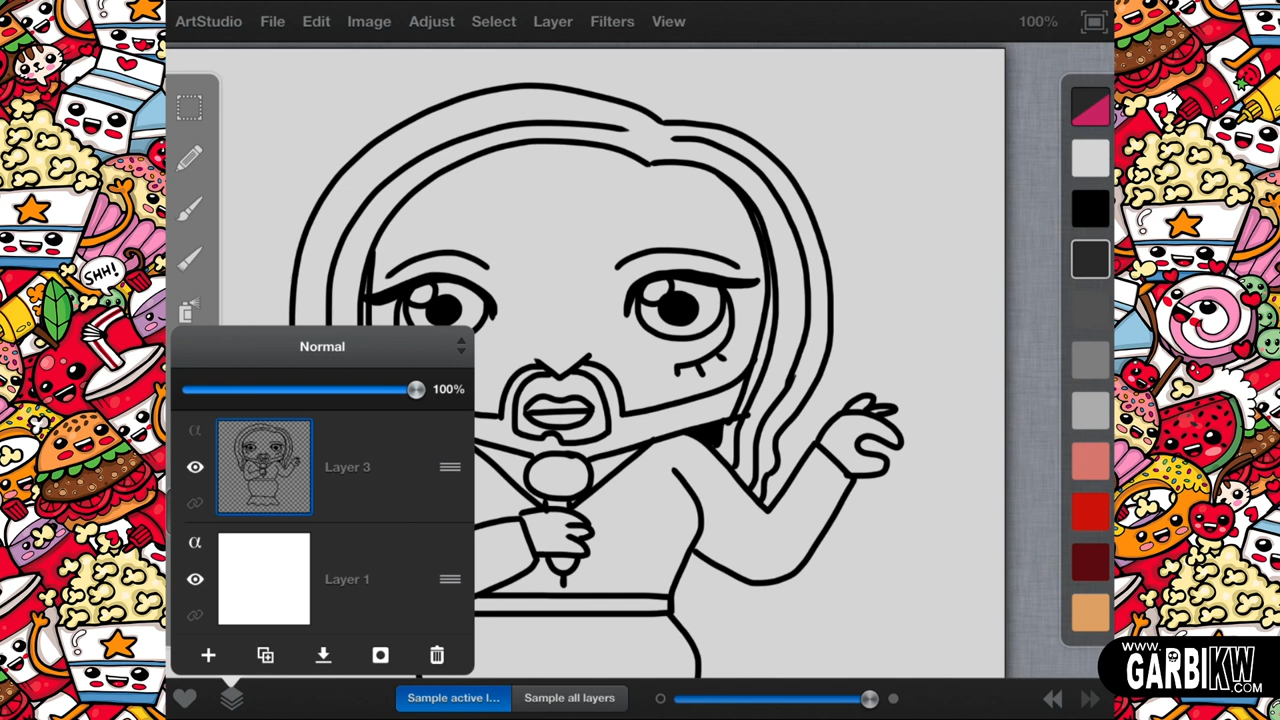 ArtStudio File Edit Image Adjust Select Layer Filters View 100%
SHH!
Normal
100%
α
Layer 3
α
Layer 1
Sample active l... Sample all layers
WWW.
GARBIKW
.COM